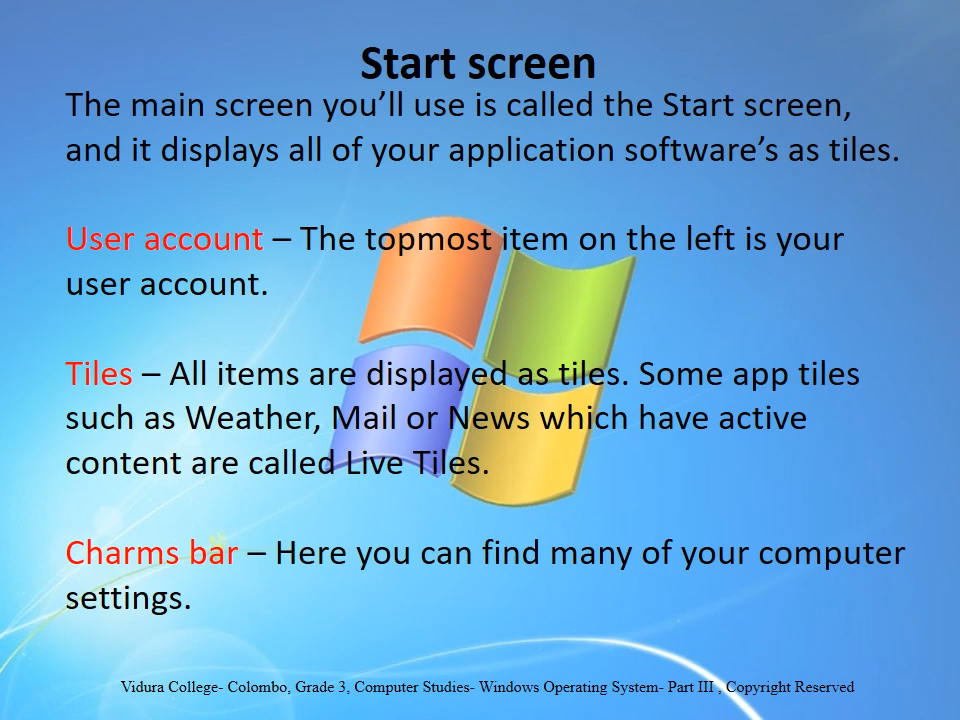 Start screen
The main screen you’ll use is called the Start screen,
and it displays all of your application software’s as tiles.
User account – The topmost item on the left is your
user account.
Tiles – All items are displayed as tiles. Some app tiles
such as Weather, Mail or News which have active
content are called Live Tiles.
Charms bar – Here you can find many of your computer
settings.
Vidura College- Colombo, Grade 3, Computer Studies- Windows Operating System- Part III , Copyright Reserved